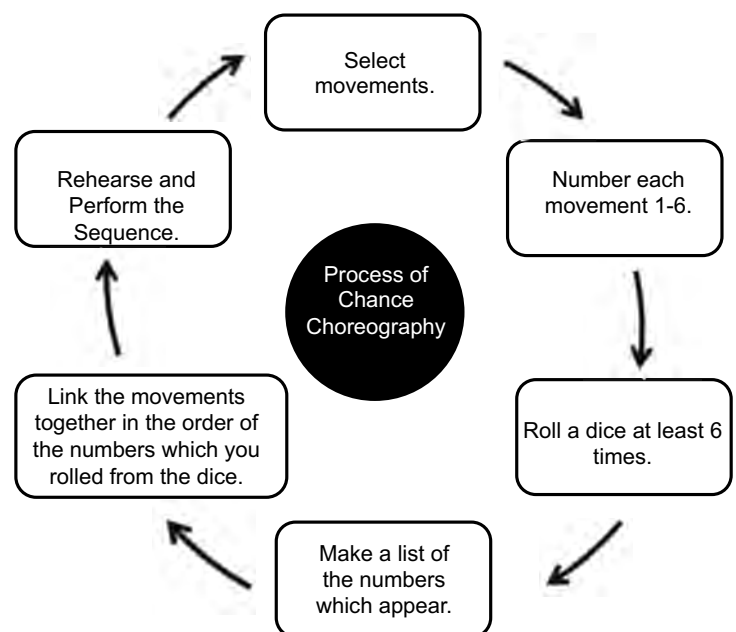 Select
movements.
Number each
movement 1-6.
Roll a dice at least 6
times.
Make a list of
the numbers
which appear.
Link the movements
together in the order of
the numbers which you
rolled from the dice.
Rehearse and
Perform the
Sequence.
Process of
Chance
Choreography